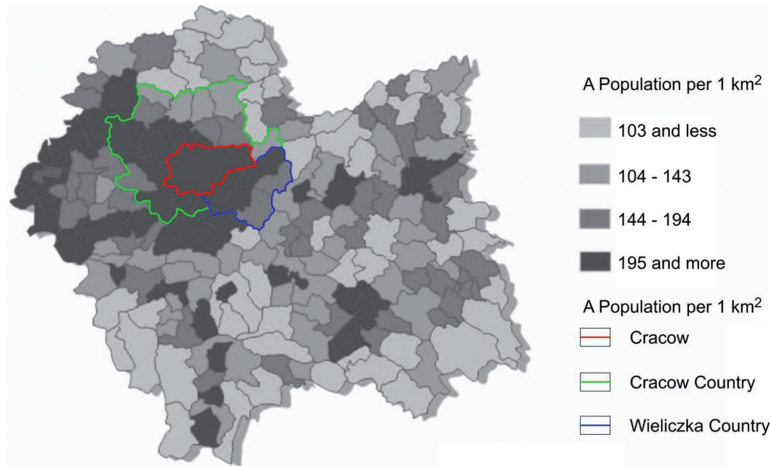 A Population per 1 km2
103 and less
104 - 143
144 - 194
195 and more
A Population per 1 km2
Cracow
Cracow Country
Wieliczka Country